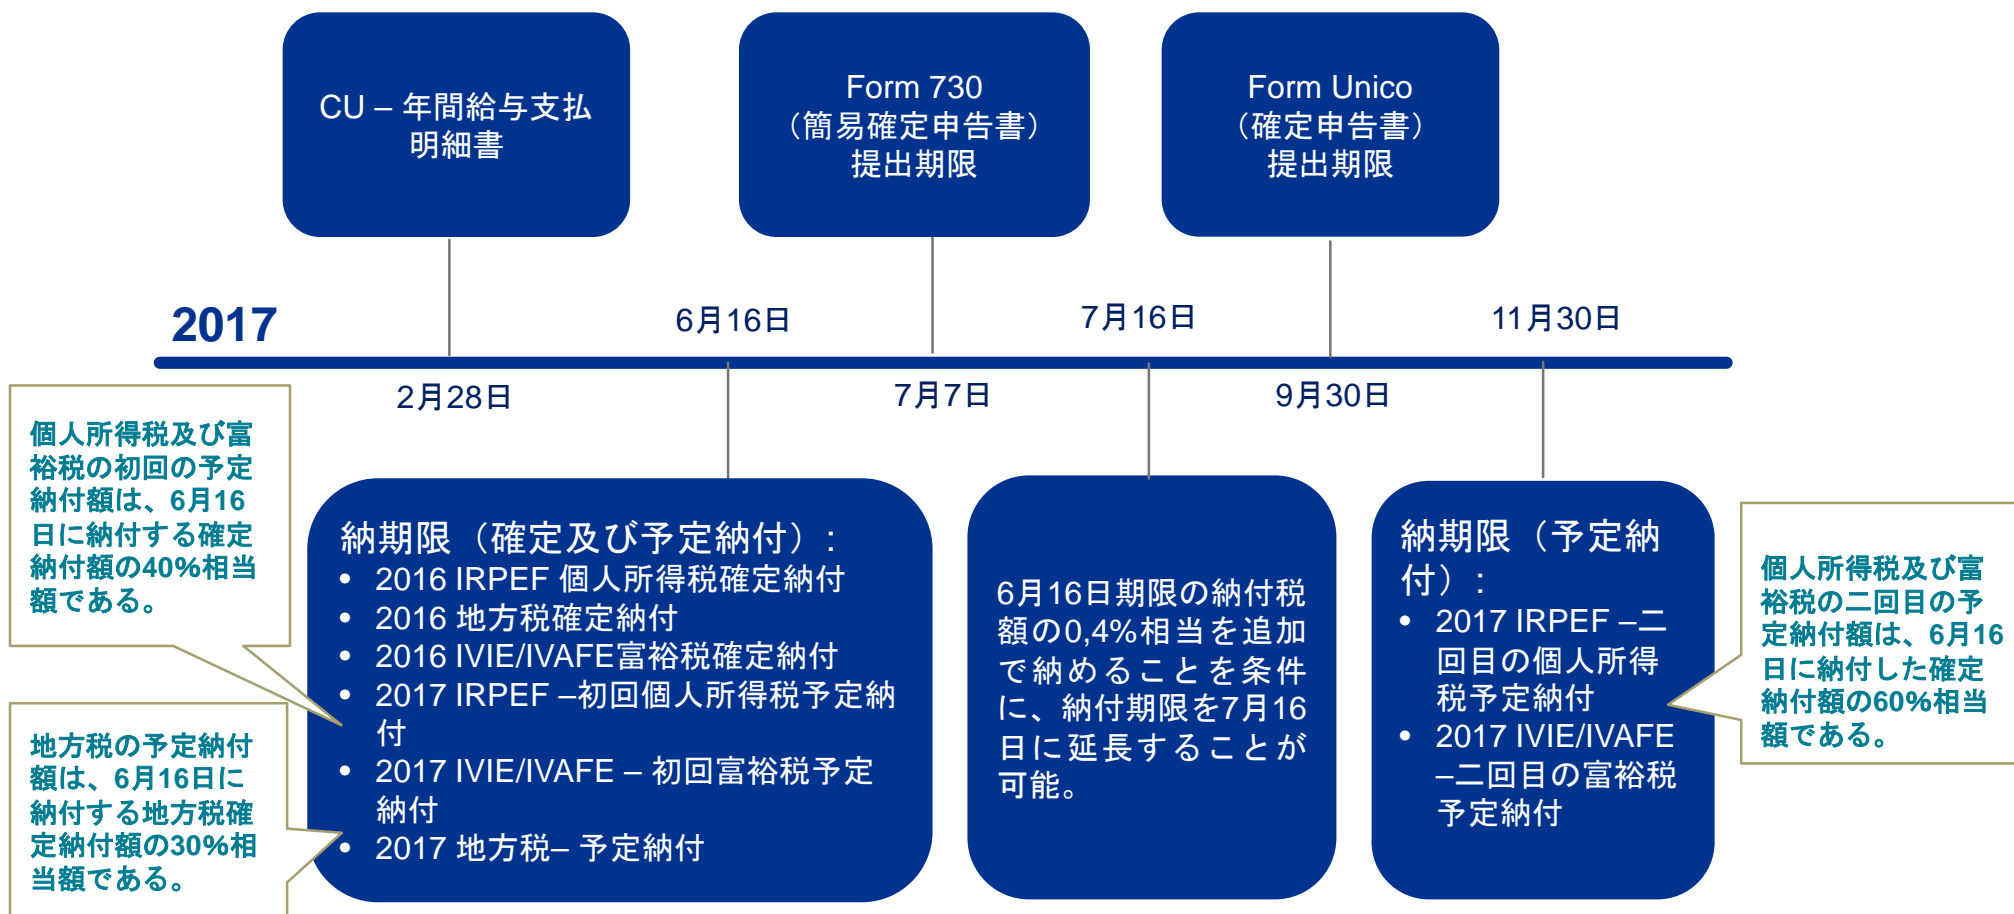 CU – 年間給与支払
明細書
Form 730
（簡易確定申告書）
提出期限
Form Unico
（確定申告書）
提出期限
2017
6月16日
7月16日
11月30日
2月28日
7月7日
9月30日
個人所得税及び富
裕税の初回の予定
納付額は、6月16
日に納付する確定
納付額の40%相当
額である。
地方税の予定納付
額は、6月16日に
納付する地方税確
定納付額の30%相
当額である。
納期限（確定及び予定納付）:
• 2016 IRPEF 個人所得税確定納付
• 2016 地方税確定納付
• 2016 IVIE/IVAFE富裕税確定納付
• 2017 IRPEF –初回個人所得税予定納
付
• 2017 IVIE/IVAFE – 初回富裕税予定
納付
• 2017 地方税– 予定納付
6月16日期限の納付税
額の0,4%相当を追加
で納めることを条件
に、納付期限を7月16
日に延長することが
可能。
納期限（予定納
付）:
• 2017 IRPEF –二
回目の個人所得
税予定納付
• 2017 IVIE/IVAFE
–二回目の富裕税
予定納付
個人所得税及び富
裕税の二回目の予
定納付額は、6月16
日に納付した確定
納付額の60%相当
額である。